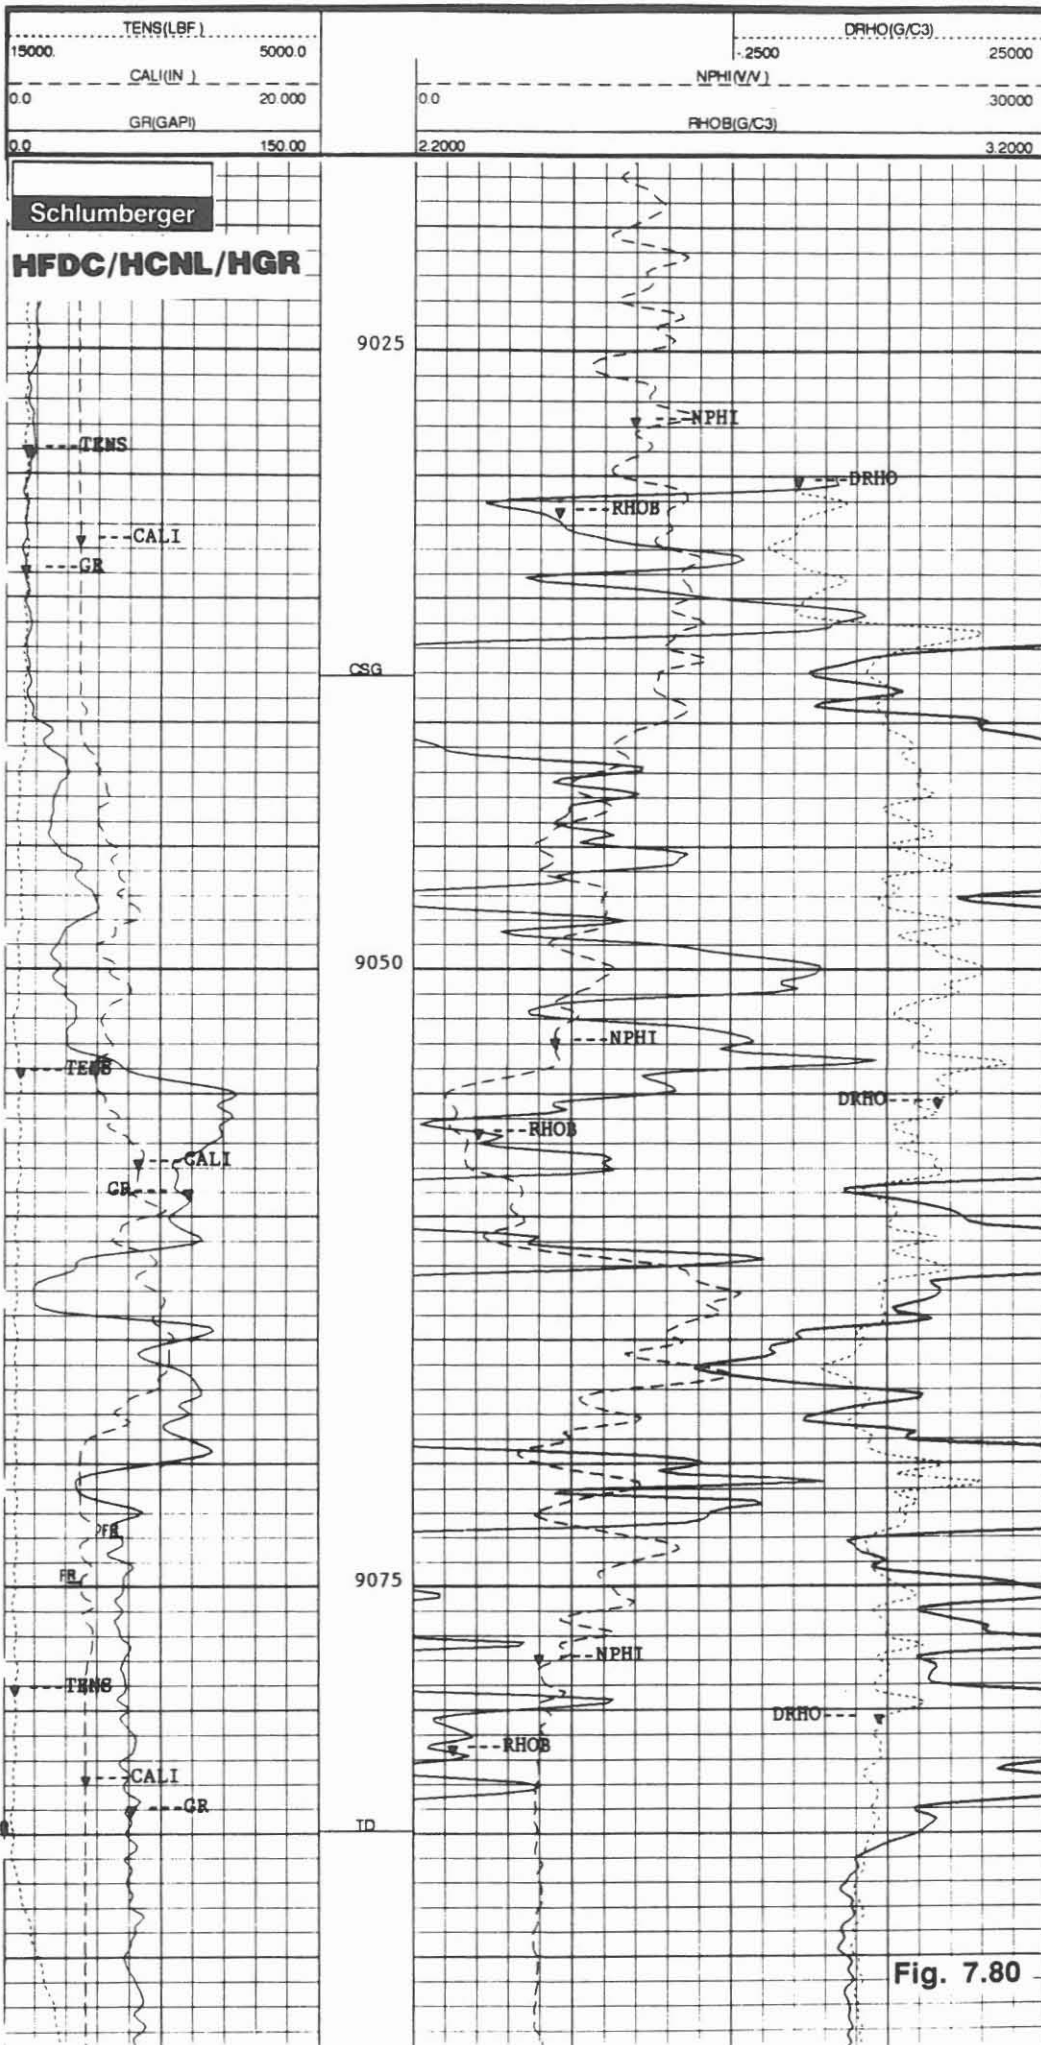 TENS(LBF) DRHO(G/C3)
15000. 5000.0 -.2500 .25000
CALI(IN ) NPHI(V/V)
0.0 20.000 0.0 .30000
GR(GAPI) RHOB(G/C3)
0.0 150.00 2.2000 3.2000
Schlumberger
HFDC/HCNL/HGR
9025
NPHI
TENS
DRHO
RHOB
CALI
GR
CSG
9050
NPHI
TENS
DRHO
RHOB
CALI
GR
FR
9075
NPHI
TENS
DRHO
RHOB
CALI
GR
TD
Fig. 7.80